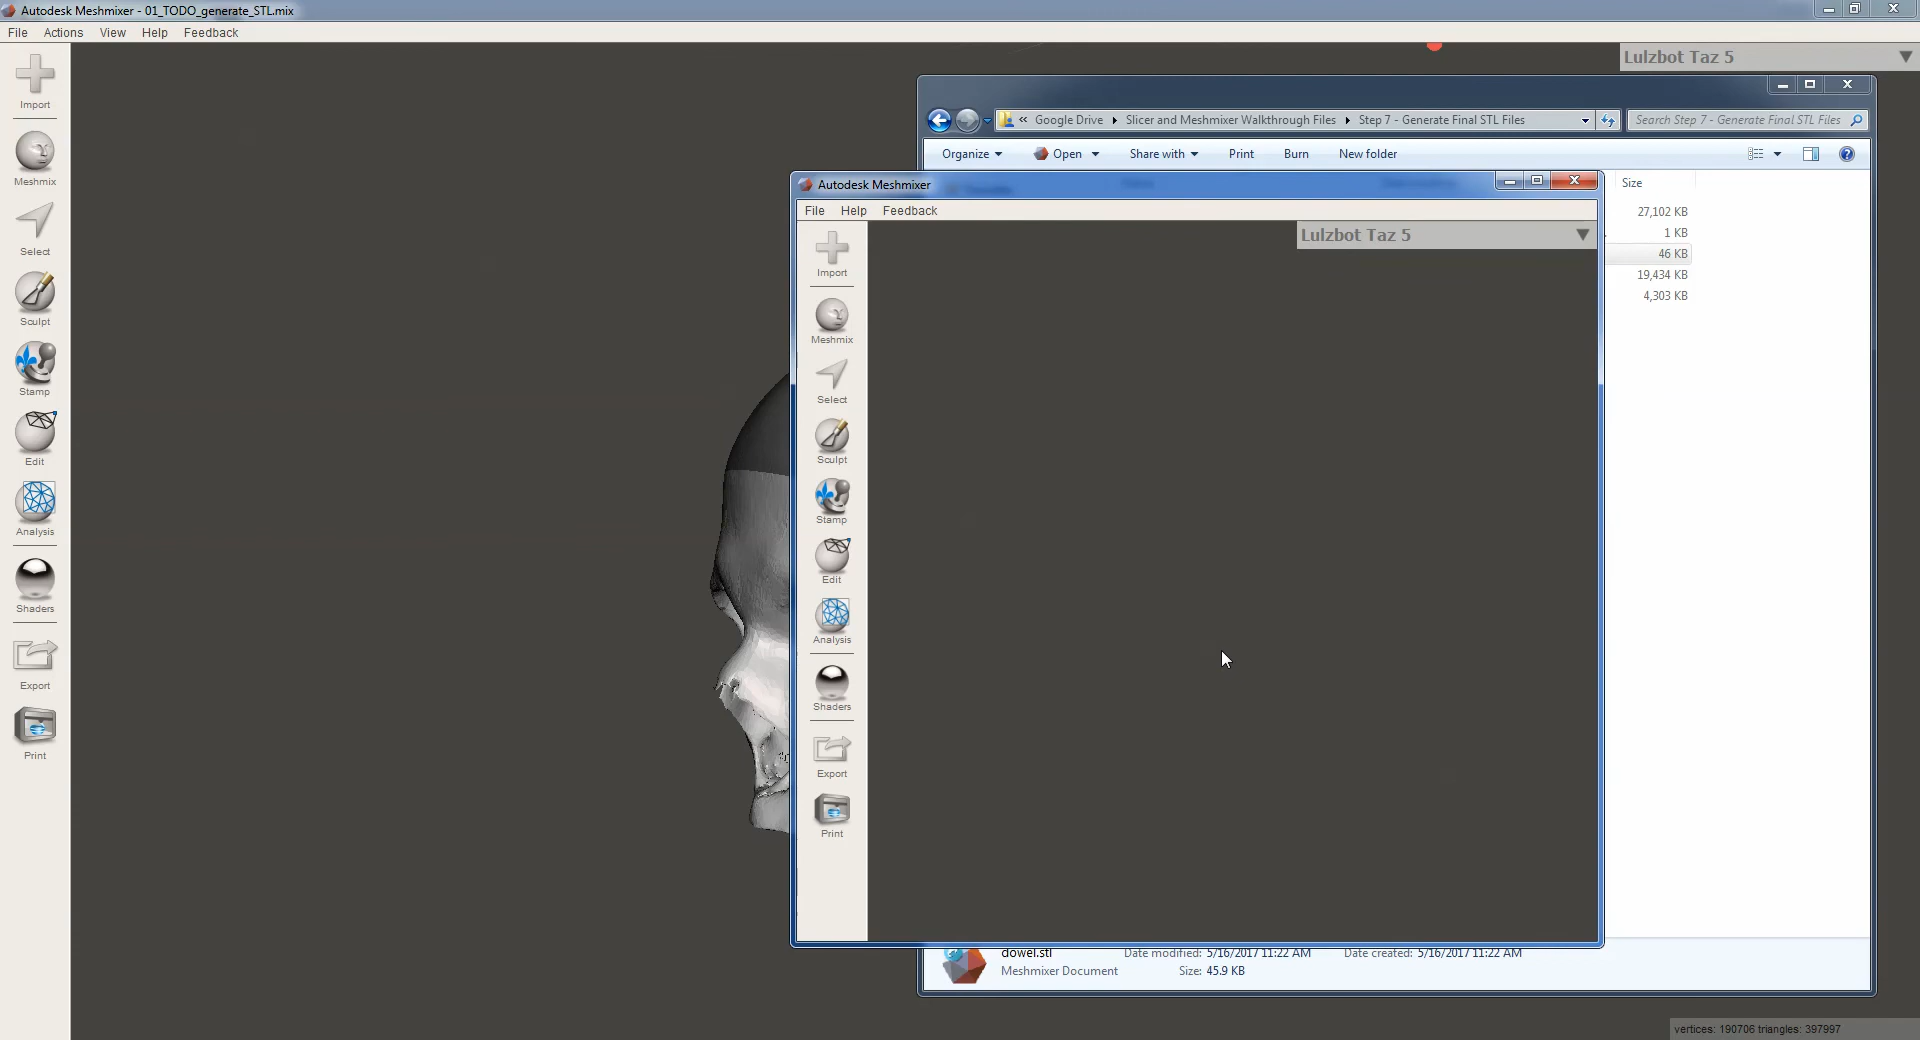 Autodesk Meshmixer - 01_TODO_generate_STL.mix
File Actions View Help Feedback
Import
Meshmix
Select
Sculpt
Stamp
Edit
Analysis
Shaders
Export
Print
Lulzbot Taz 5
« Google Drive Slicer and Meshmixer Walkthrough Files Step 7 - Generate Final STL Files
Search Step 7 - Generate Final STL Files
Organize Open Share with Print Burn New folder
Size
27,102 KB
1 KB
46 KB
19,434 KB
4,303 KB
Autodesk Meshmixer
File Help Feedback
Lulzbot Taz 5
Import
Meshmix
Select
Sculpt
Stamp
Edit
Analysis
Shaders
Export
Print
dowel.stl Date modified: 5/16/2017 11:22 AM Date created: 5/16/2017 11:22 AM
Meshmixer Document Size: 45.9 KB
vertices: 190706 triangles: 397997